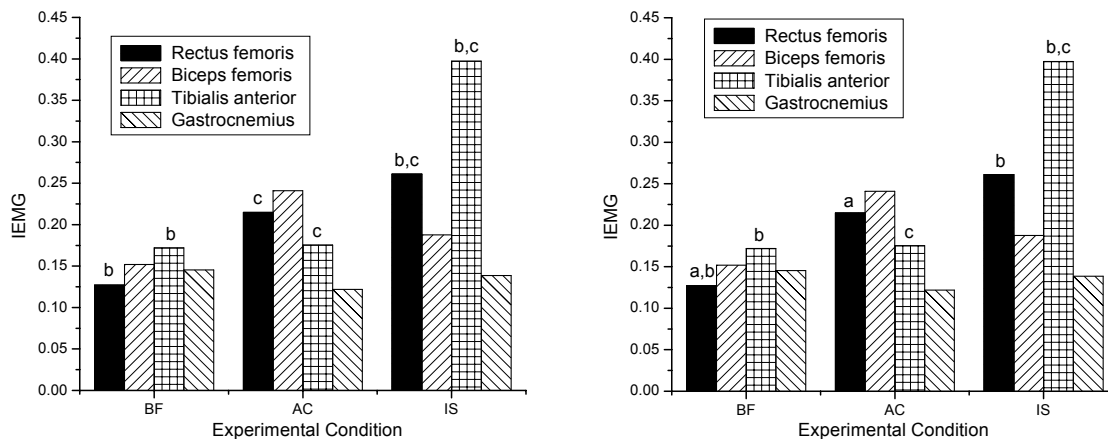 0.45
0.40
0.35
0.30
0.25
0.20
0.15
0.10
0.05
0.00
IEMG
Rectus femoris
Biceps femoris
Tibialis anterior
Gastrocnemius
b
b
c
c
b,c
b,c
BF
AC
IS
Experimental Condition
0.45
0.40
0.35
0.30
0.25
0.20
0.15
0.10
0.05
0.00
IEMG
Rectus femoris
Biceps femoris
Tibialis anterior
Gastrocnemius
a,b
b
a
c
b
b,c
BF
AC
IS
Experimental Condition